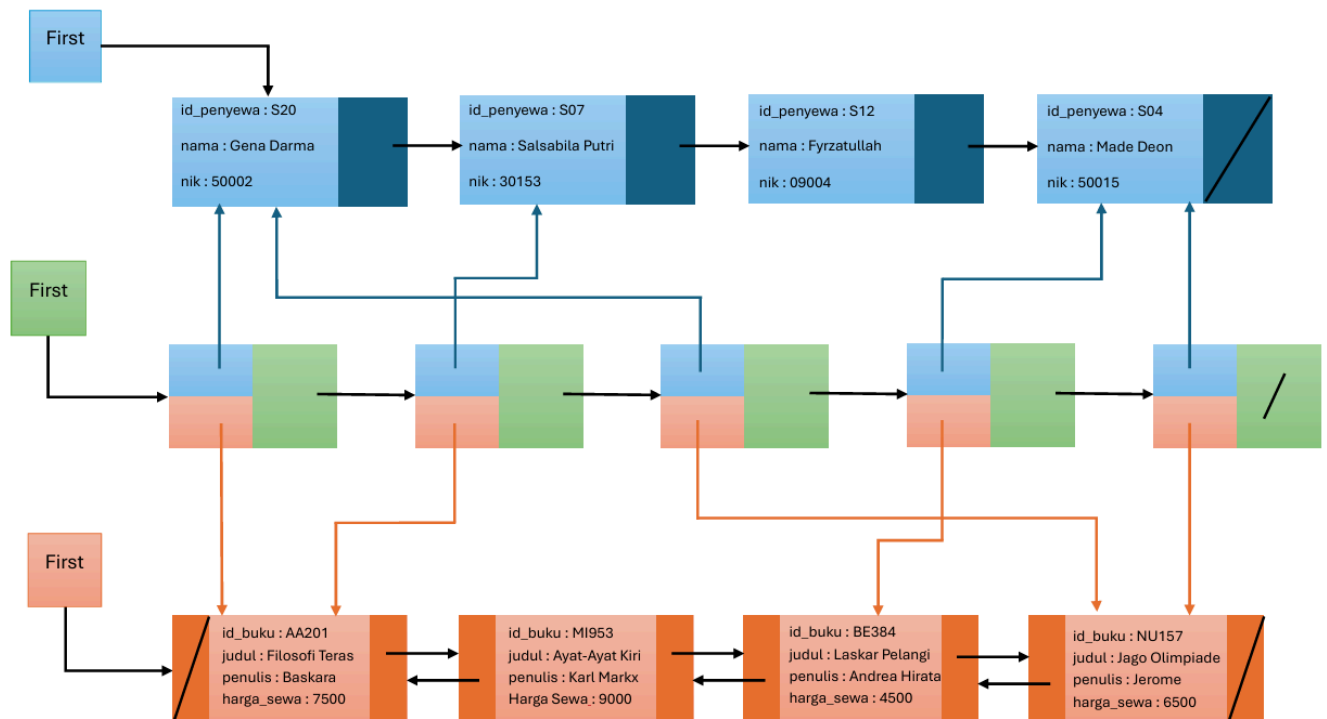 First
id_penyewa : S20
nama : Gena Darma
nik : 50002
id_penyewa : S07
nama : Salsabila Putri
nik : 30153
id_penyewa : S12
nama : Fyrzatullah
nik : 09004
id_penyewa : S04
nama : Made Deon
nik : 50015
First
First
id_buku : AA201
judul : Filosofi Teras
penulis : Baskara
harga_sewa : 7500
id_buku : MI953
judul : Ayat-Ayat Kiri
penulis : Karl Markx
Harga Sewa_: 9000
id_buku : BE384
judul : Laskar Pelangi
penulis : Andrea Hirata
harga_sewa : 4500
id_buku : NU157
judul : Jago Olimpiade
penulis : Jerome
harga_sewa : 6500